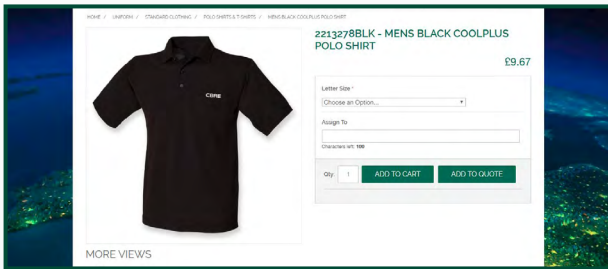 HOME / UNIFORM / STANDARD CLOTHING / POLO SHIRTS & T-SHIRTS / MENS BLACK COOLPLUS POLO SHIRT
2213278BLK - MENS BLACK COOLPLUS
POLO SHIRT
£9.67
CORE
Letter Size *
Choose an Option...
Assign To
Characters left: 100
Qty: 1 ADD TO CART ADD TO QUOTE
MORE VIEWS